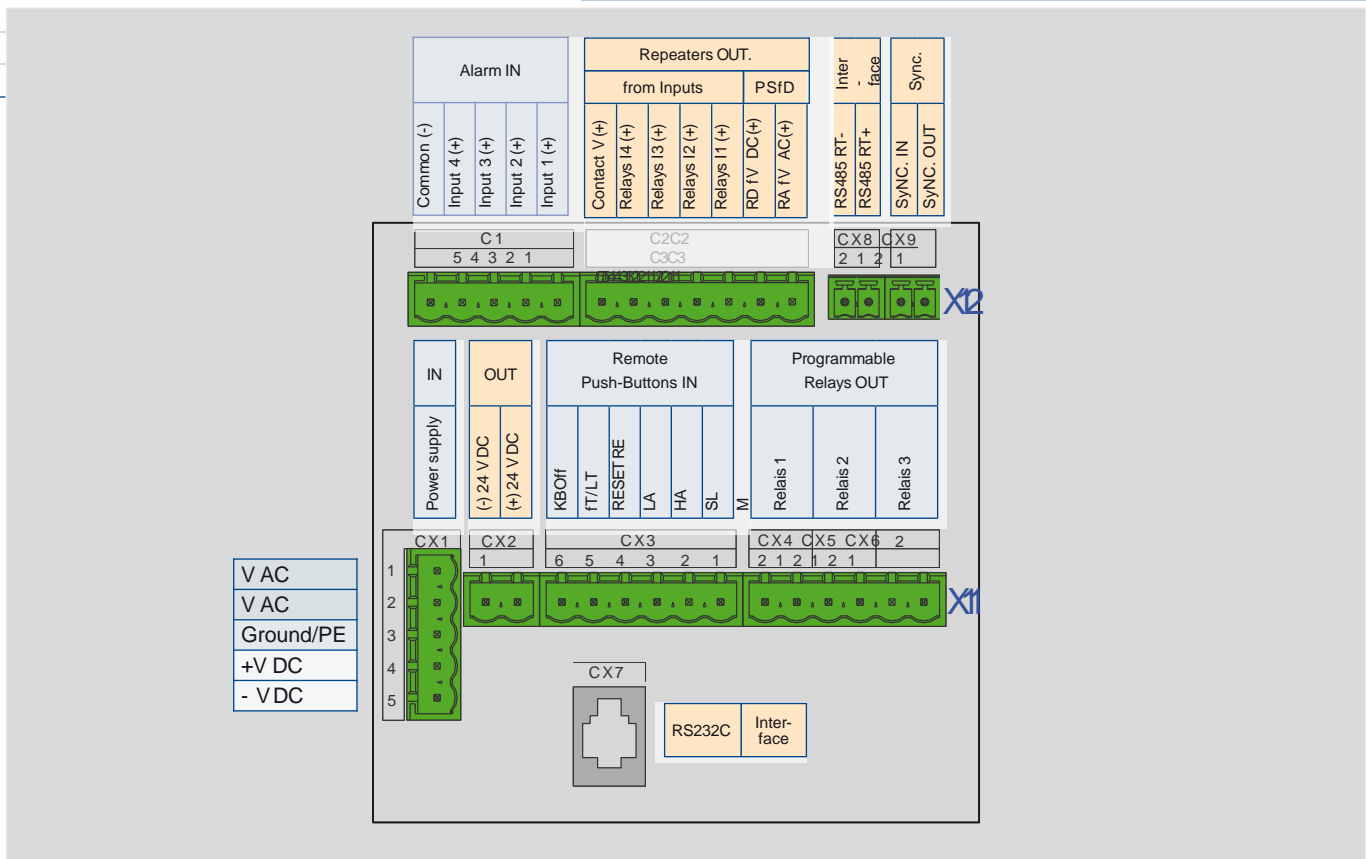 Alarm IN
Repeaters OUT.
from Inputs
PSfD
Inter
-
face
Sync.
Common (-)
Input 4 (+)
Input 3 (+)
Input 2 (+)
Input 1 (+)
Contact V (+)
Relays I4 (+)
Relays I3 (+)
Relays I2 (+)
Relays I1 (+)
RD fV DC(+)
RA fV AC(+)
RS485 RT-
RS485 RT+
SyNC. IN
SyNC. OUT
C1
C2C2
CX8 CX9
5 4 3 2 1
C3C3
2 1 2 1
X12
IN
OUT
Remote
Push-Buttons IN
Programmable
Relays OUT
Power supply
(-) 24 V DC
(+) 24 V DC
KBOff
fT/LT
RESET RE
LA
HA
SL
M
Relais 1
Relais 2
Relais 3
CX1
CX2
CX3
CX4 CX5 CX6 2
1
6 5 4 3 2 1
2 1 2 1 2 1
X11
1
2
3
4
5
V AC
V AC
Ground/PE
+V DC
- V DC
CX7
RS232C
Inter-
face